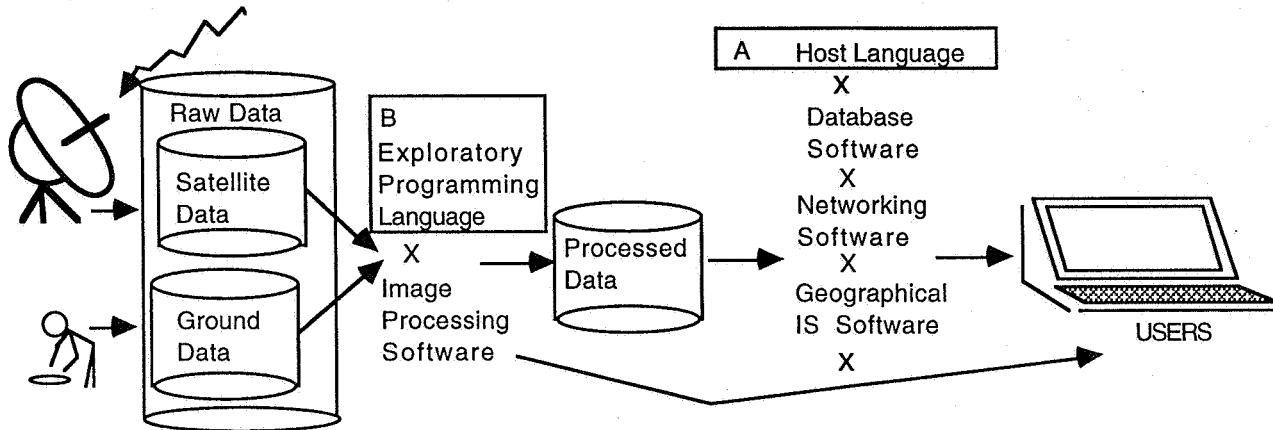 Raw Data
Satellite
Data
Ground
Data
B
Exploratory
Programming
Language
X
Image
Processing
Software
Processed
Data
A Host Language
X
Database
Software
X
Networking
Software
X
Geographical
IS Software
X
USERS